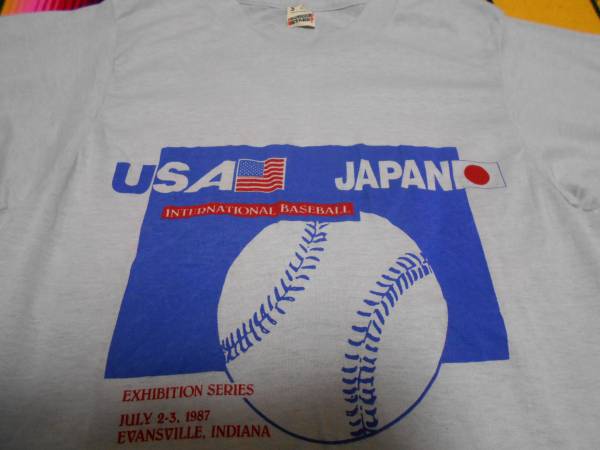 USA JAPAN
INTERNATIONAL BASEBALL
EXHIBITION SERIES
JULY 2-3, 1987
EVANSVILLE, INDIANA